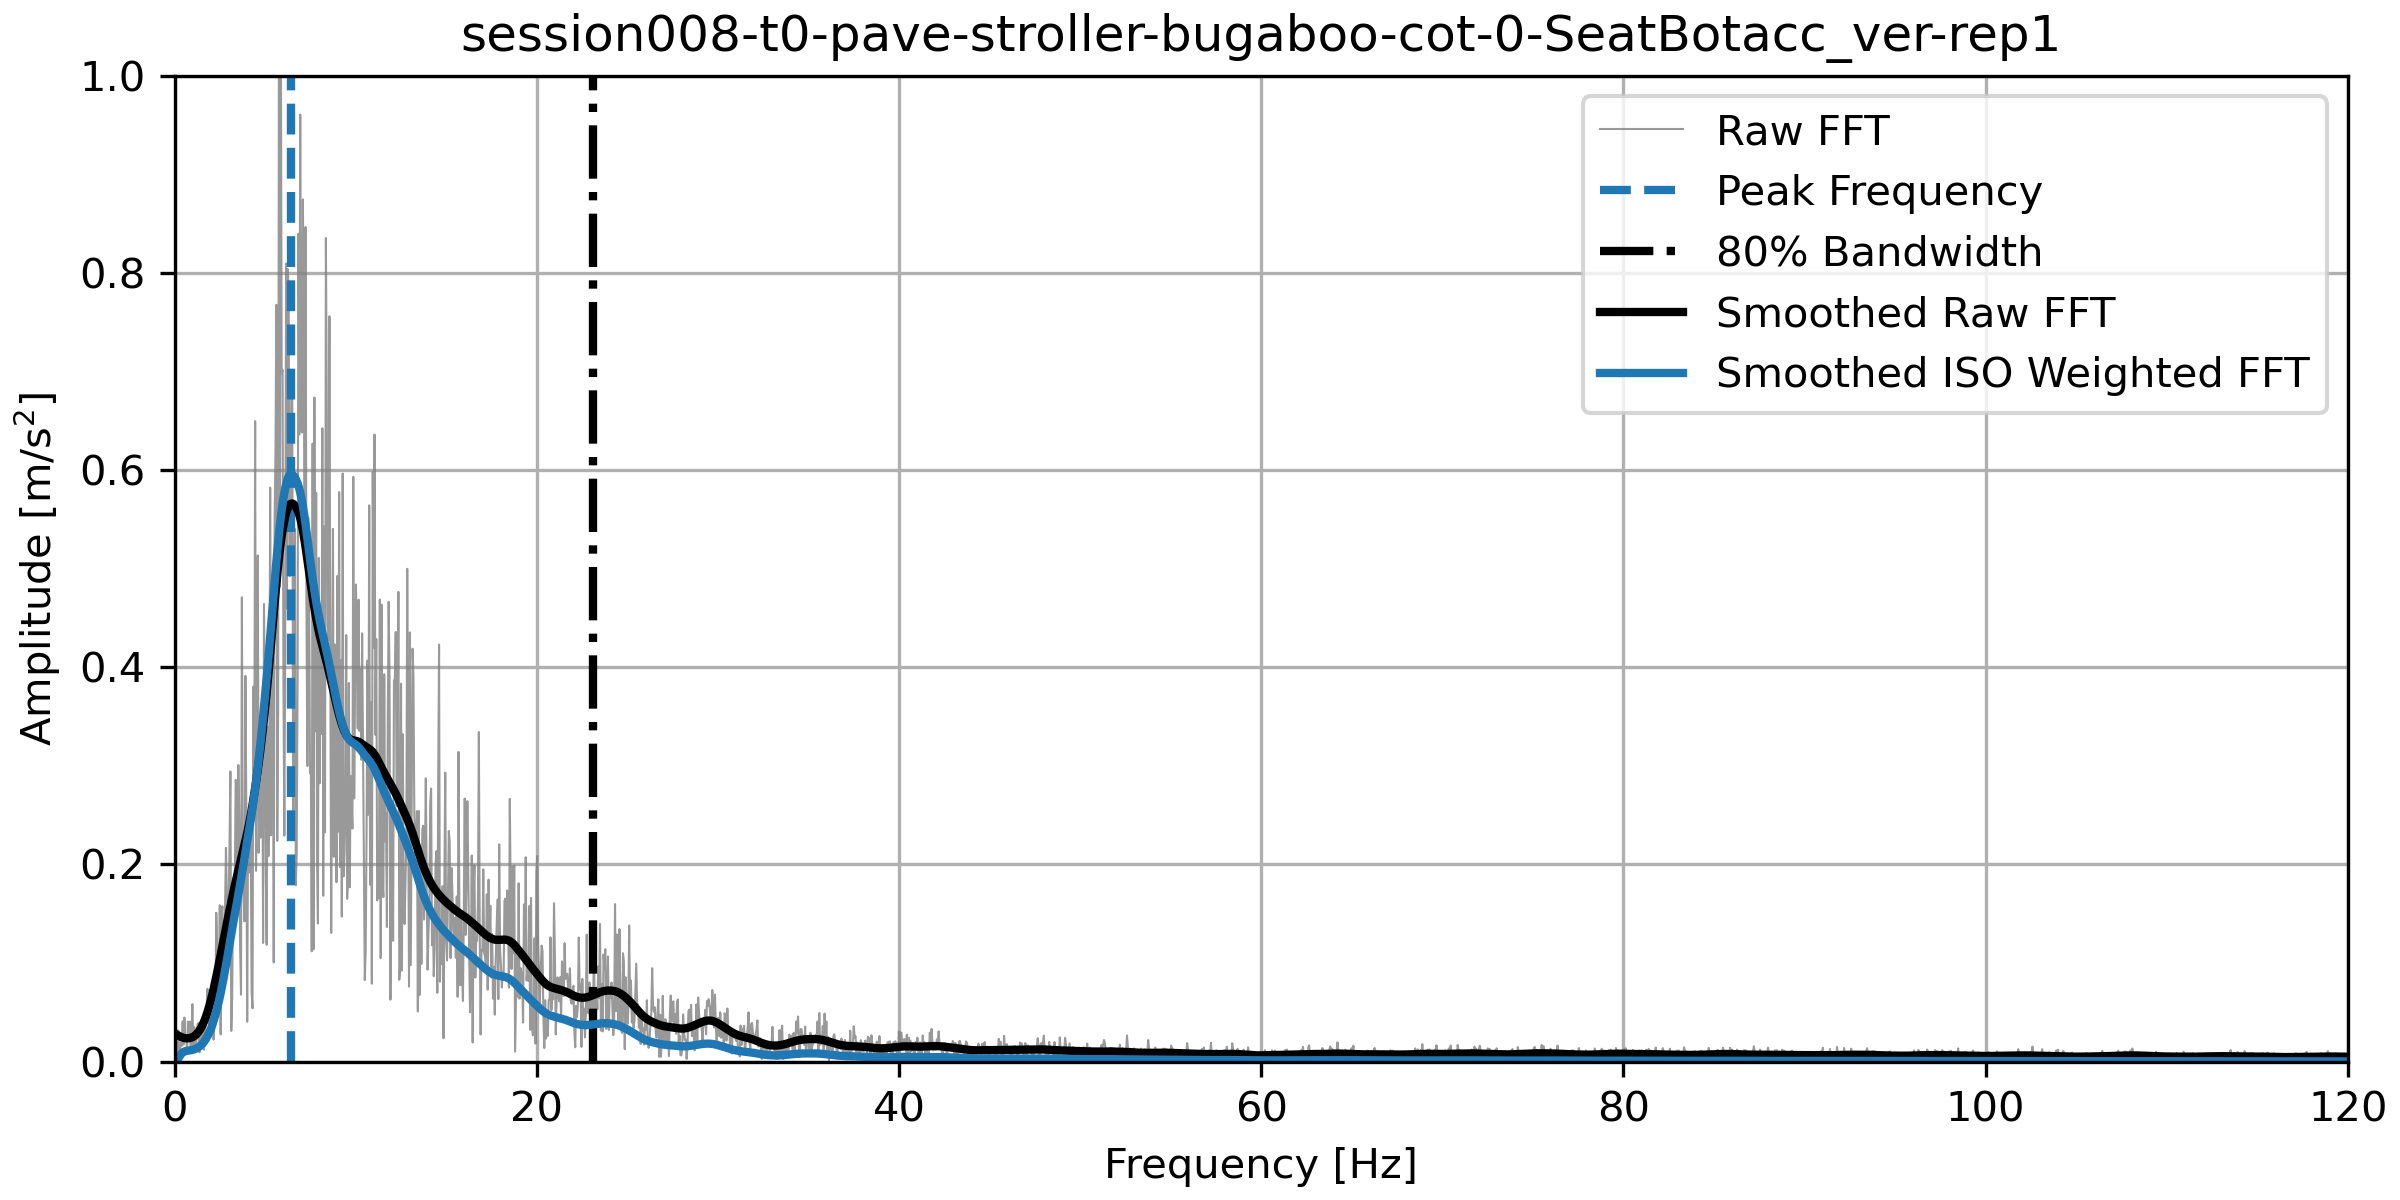 session008-t0-pave-stroller-bugaboo-cot-0-SeatBotacc_ver-rep1
1.0
0.8
0.6
0.4
0.2
0.0
Amplitude [m/s²]
Raw FFT
Peak Frequency
80% Bandwidth
Smoothed Raw FFT
Smoothed ISO Weighted FFT
0 20 40 60 80 100 120
Frequency [Hz]